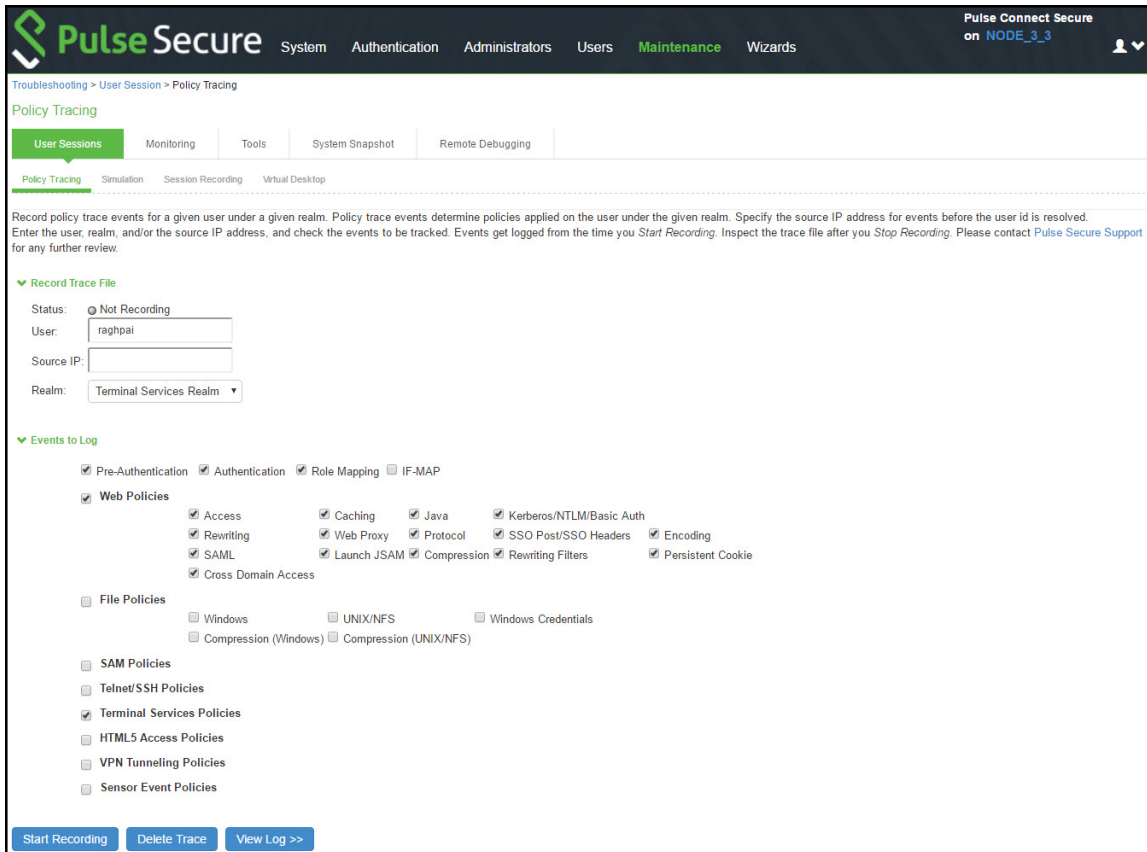 Pulse Secure System Authentication Administrators Users Maintenance Wizards
Pulse Connect Secure
on NODE_3_3
Troubleshooting > User Session > Policy Tracing
Policy Tracing
User Sessions Monitoring Tools System Snapshot Remote Debugging
Policy Tracing Simulation Session Recording Virtual Desktop
Record policy trace events for a given user under a given realm. Policy trace events determine policies applied on the user under the given realm. Specify the source IP address for events before the user id is resolved.
Enter the user, realm, and/or the source IP address, and check the events to be tracked. Events get logged from the time you Start Recording. Inspect the trace file after you Stop Recording. Please contact Pulse Secure Support
for any further review.
Record Trace File
Status: Not Recording
User: raghpai
Source IP:
Realm: Terminal Services Realm
Events to Log
Pre-Authentication Authentication Role Mapping IF-MAP
Web Policies
Access Caching Java Kerberos/NTLM/Basic Auth
Rewriting Web Proxy Protocol SSO Post/SSO Headers Encoding
SAML Launch JSAM Compression Rewriting Filters Persistent Cookie
Cross Domain Access
File Policies
Windows UNIX/NFS Windows Credentials
Compression (Windows) Compression (UNIX/NFS)
SAM Policies
Telnet/SSH Policies
Terminal Services Policies
HTML5 Access Policies
VPN Tunneling Policies
Sensor Event Policies
Start Recording Delete Trace View Log >>